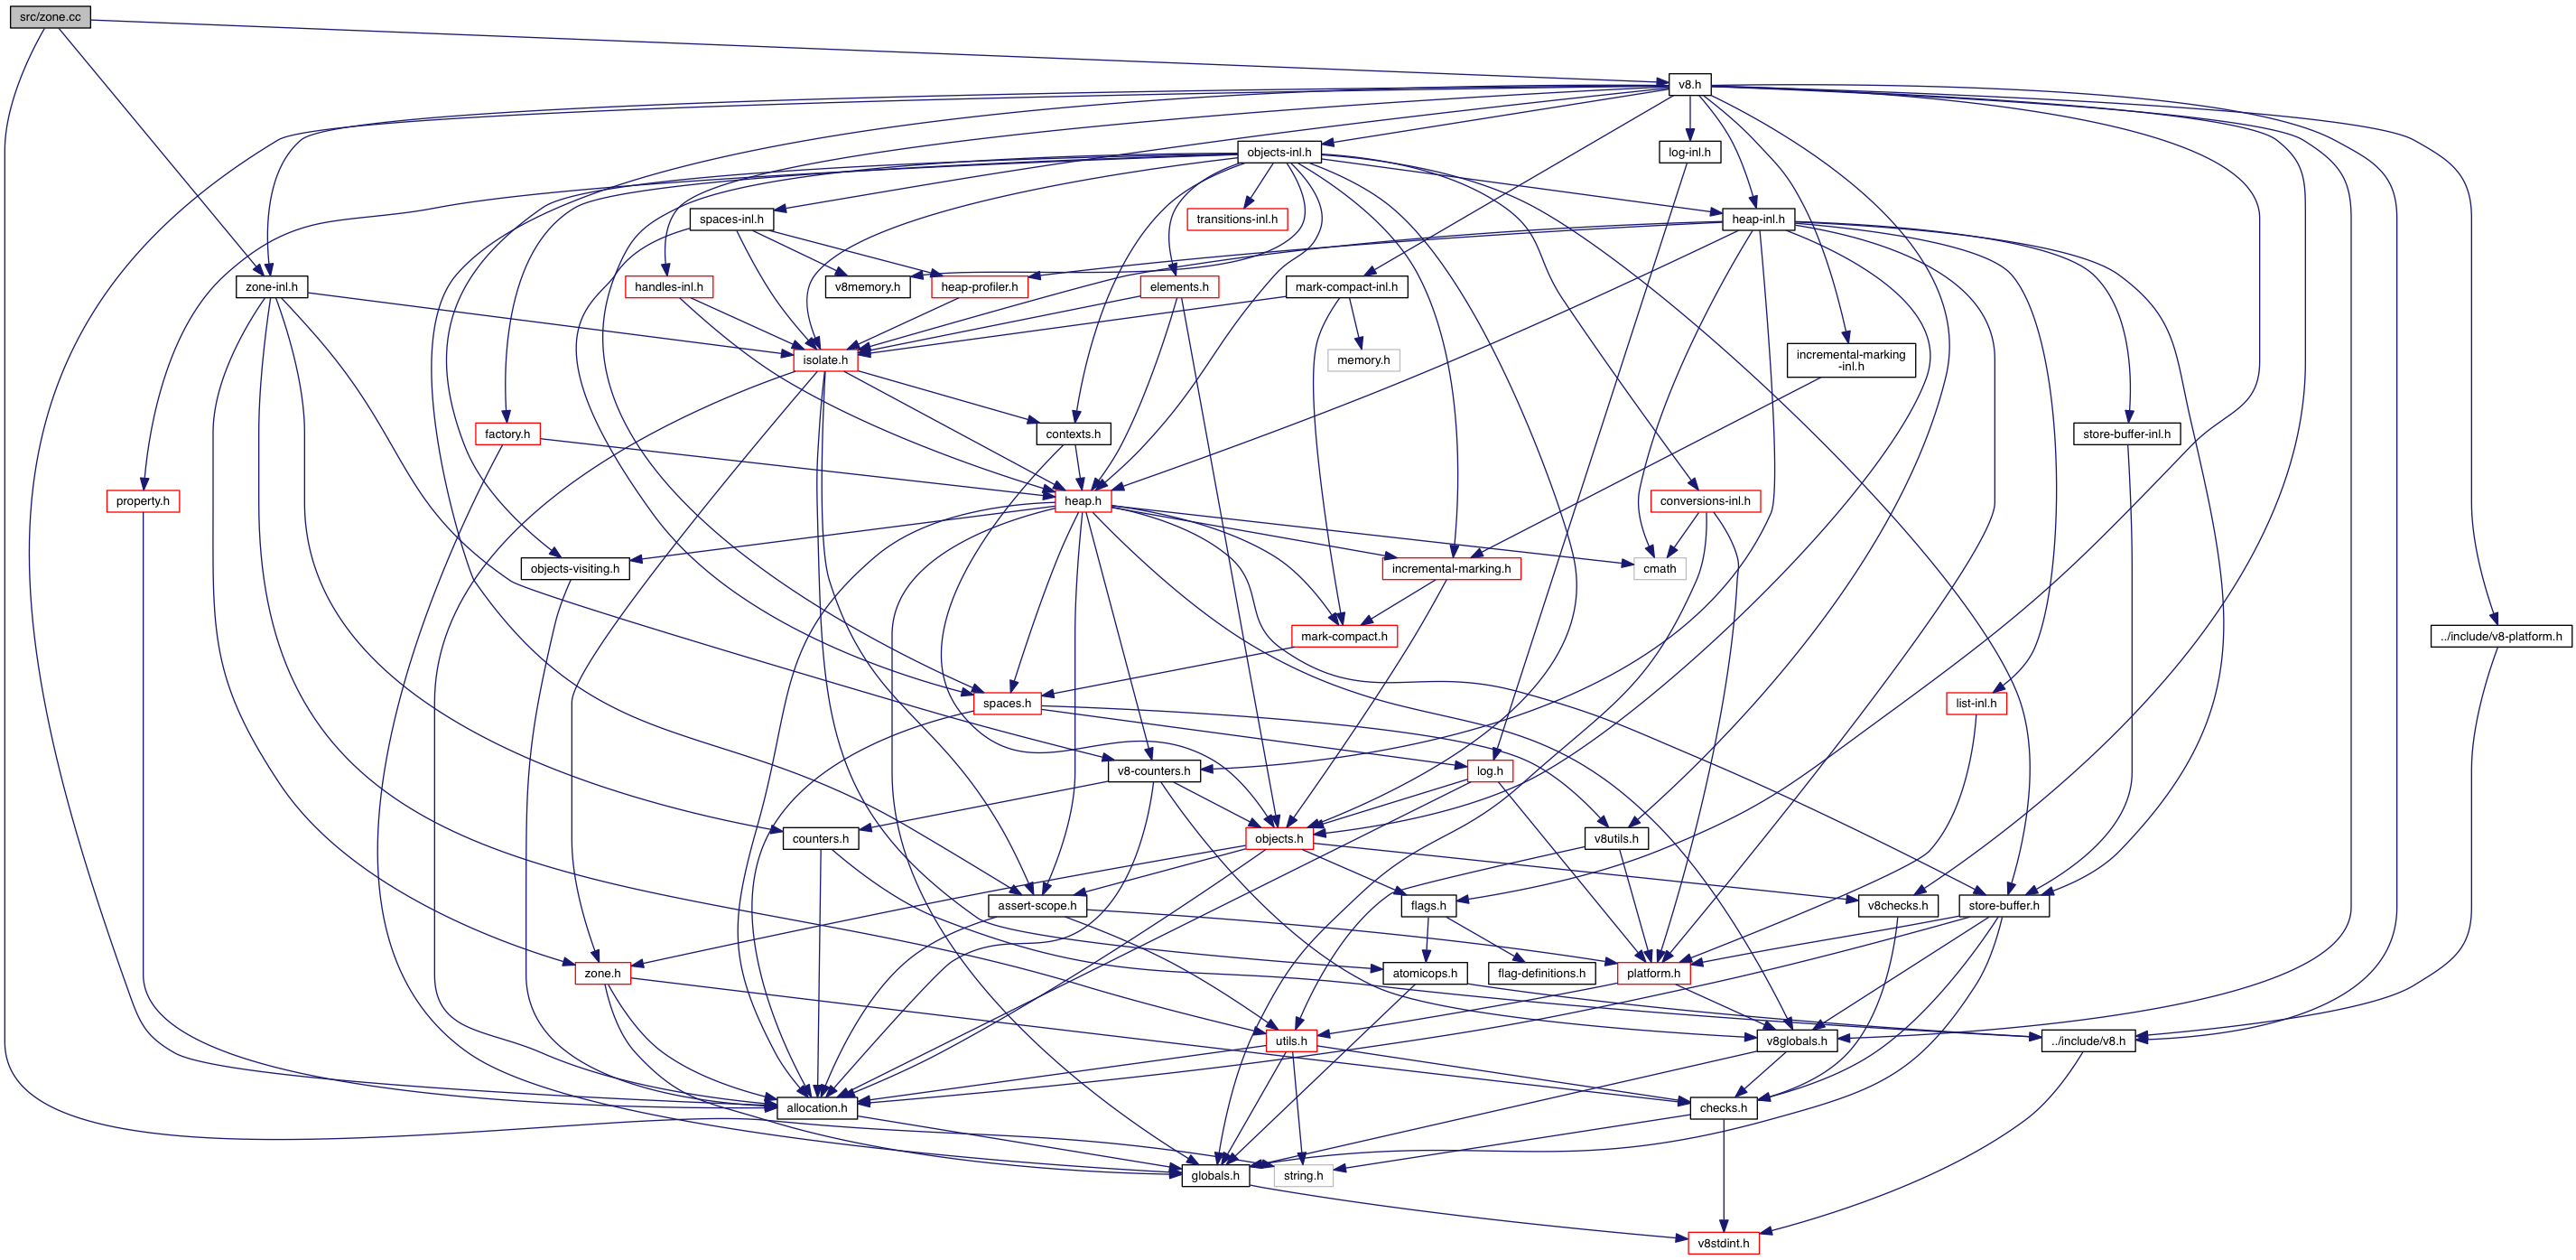 src/zone.cc
v8.h
objects-inl.h
log-inl.h
spaces-inl.h
transitions-inl.h
heap-inl.h
zone-inl.h
handles-inl.h
v8memory.h
heap-profiler.h
elements.h
mark-compact-inl.h
isolate.h
memory.h
incremental-marking
-inl.h
factory.h
contexts.h
store-buffer-inl.h
property.h
heap.h
conversions-inl.h
objects-visiting.h
incremental-marking.h
cmath
mark-compact.h
../include/v8-platform.h
spaces.h
list-inl.h
v8-counters.h
log.h
counters.h
objects.h
v8utils.h
assert-scope.h
flags.h
v8checks.h
store-buffer.h
zone.h
atomicops.h
flag-definitions.h
platform.h
utils.h
v8globals.h
../include/v8.h
allocation.h
checks.h
globals.h
string.h
v8stdint.h